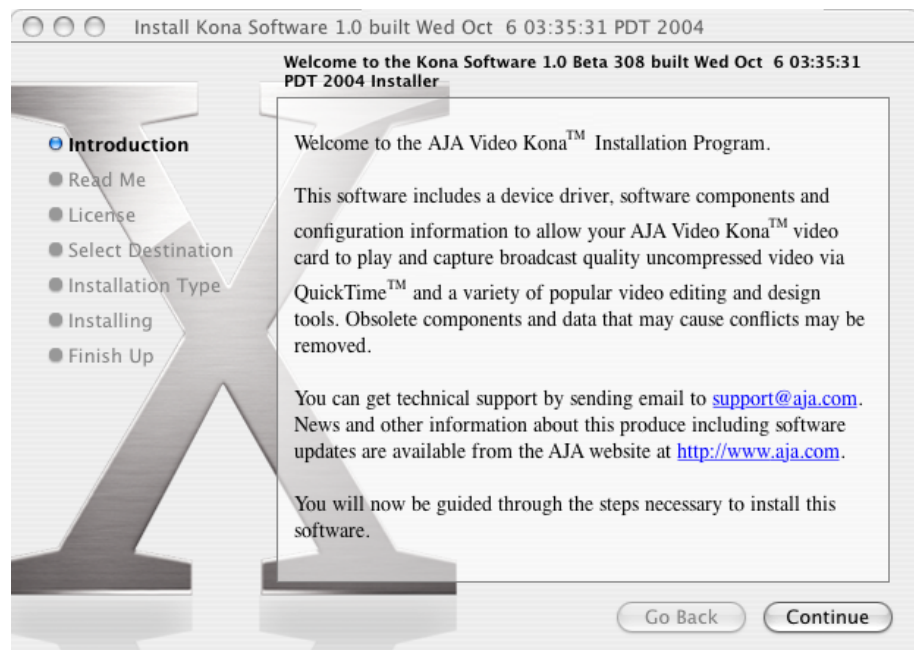 Install Kona Software 1.0 built Wed Oct  6 03:35:31 PDT 2004
Welcome to the Kona Software 1.0 Beta 308 built Wed Oct  6 03:35:31
PDT 2004 Installer
Introduction
Read Me
License
Select Destination
Installation Type
Installing
Finish Up
Welcome to the AJA Video Kona™ Installation Program.
This software includes a device driver, software components and
configuration information to allow your AJA Video Kona™ video
card to play and capture broadcast quality uncompressed video via
QuickTime™ and a variety of popular video editing and design
tools. Obsolete components and data that may cause conflicts may be
removed.
You can get technical support by sending email to support@aja.com.
News and other information about this produce including software
updates are available from the AJA website at http://www.aja.com.
You will now be guided through the steps necessary to install this
software.
Go Back
Continue